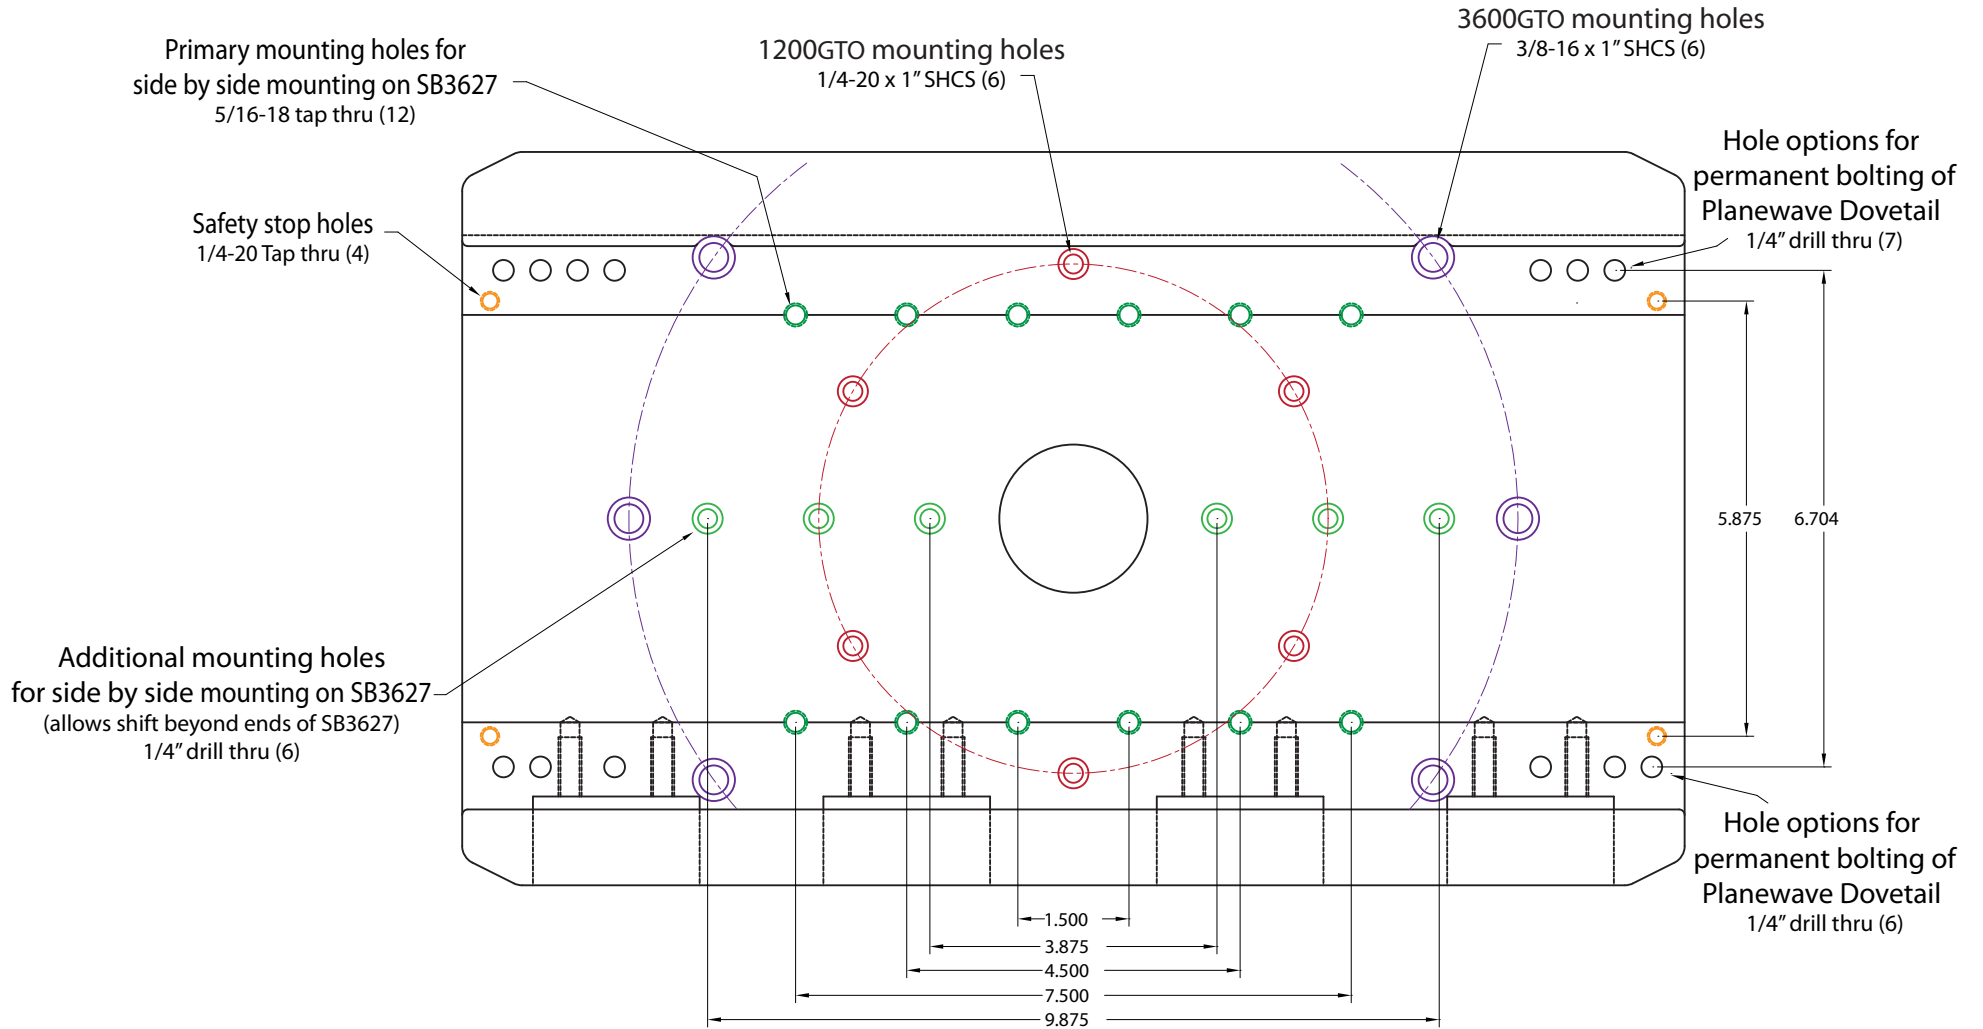 Primary mounting holes for
side by side mounting on SB3627
5/16-18 tap thru (12)
1200GTO mounting holes
1/4-20 x 1” SHCS (6)
3600GTO mounting holes
3/8-16 x 1” SHCS (6)
Hole options for
permanent bolting of
Planewave Dovetail
1/4” drill thru (7)
Safety stop holes
1/4-20 Tap thru (4)
5.875
6.704
Additional mounting holes
for side by side mounting on SB3627
(allows shift beyond ends of SB3627)
1/4” drill thru (6)
Hole options for
permanent bolting of
Planewave Dovetail
1/4” drill thru (6)
1.500
3.875
4.500
7.500
9.875